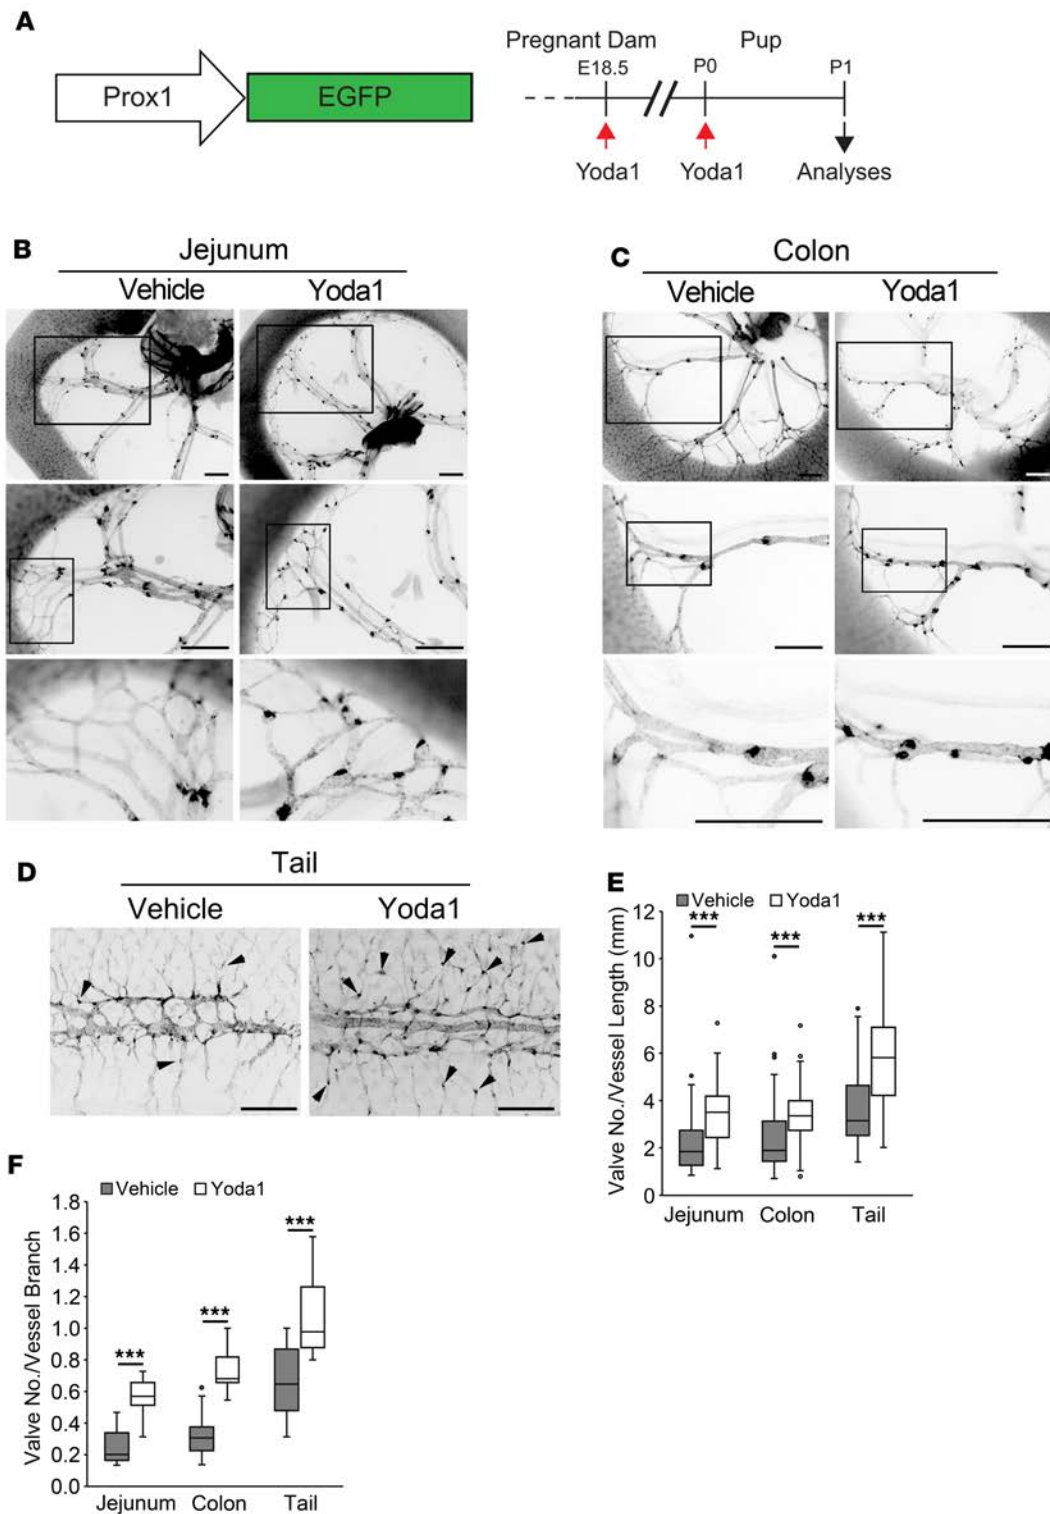 A
Prox1
EGFP
Pregnant Dam
Pup
E18.5
P0
P1
Yoda1
Yoda1
Analyses
B
Jejunum
Vehicle
Yoda1
C
Colon
Vehicle
Yoda1
D
Tail
Vehicle
Yoda1
E
Vehicle
Yoda1
Valve No./Vessel Length (mm)
12
10
8
6
4
2
0
***
***
***
Jejunum
Colon
Tail
F
Vehicle
Yoda1
Valve No./Vessel Branch
1.8
1.6
1.4
1.2
1.0
0.8
0.6
0.4
0.2
0.0
***
***
***
Jejunum
Colon
Tail